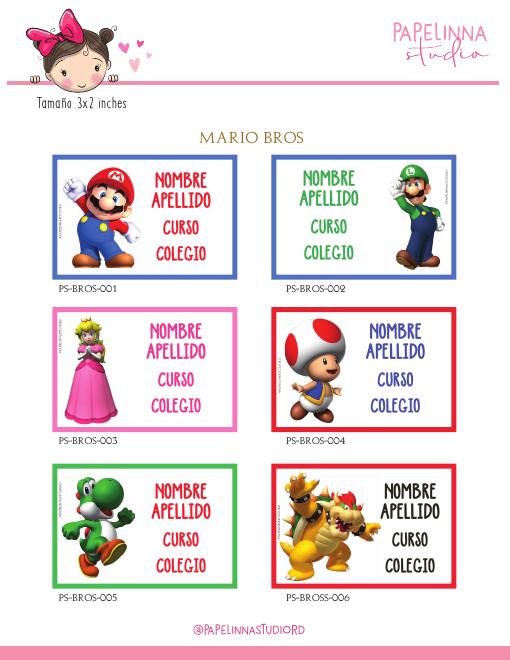 PAPELINNA
studio
Tamaño 3x2 inches
MARIO BROS
NOMBRE
APELLIDO
CURSO
COLEGIO
PS-BROS-001
NOMBRE
APELLIDO
CURSO
COLEGIO
PS-BROS-002
NOMBRE
APELLIDO
CURSO
COLEGIO
PS-BROS-003
NOMBRE
APELLIDO
CURSO
COLEGIO
PS-BROS-004
NOMBRE
APELLIDO
CURSO
COLEGIO
PS-BROS-005
NOMBRE
APELLIDO
CURSO
COLEGIO
PS-BROSS-006
@PAPELINNASTUDIORD